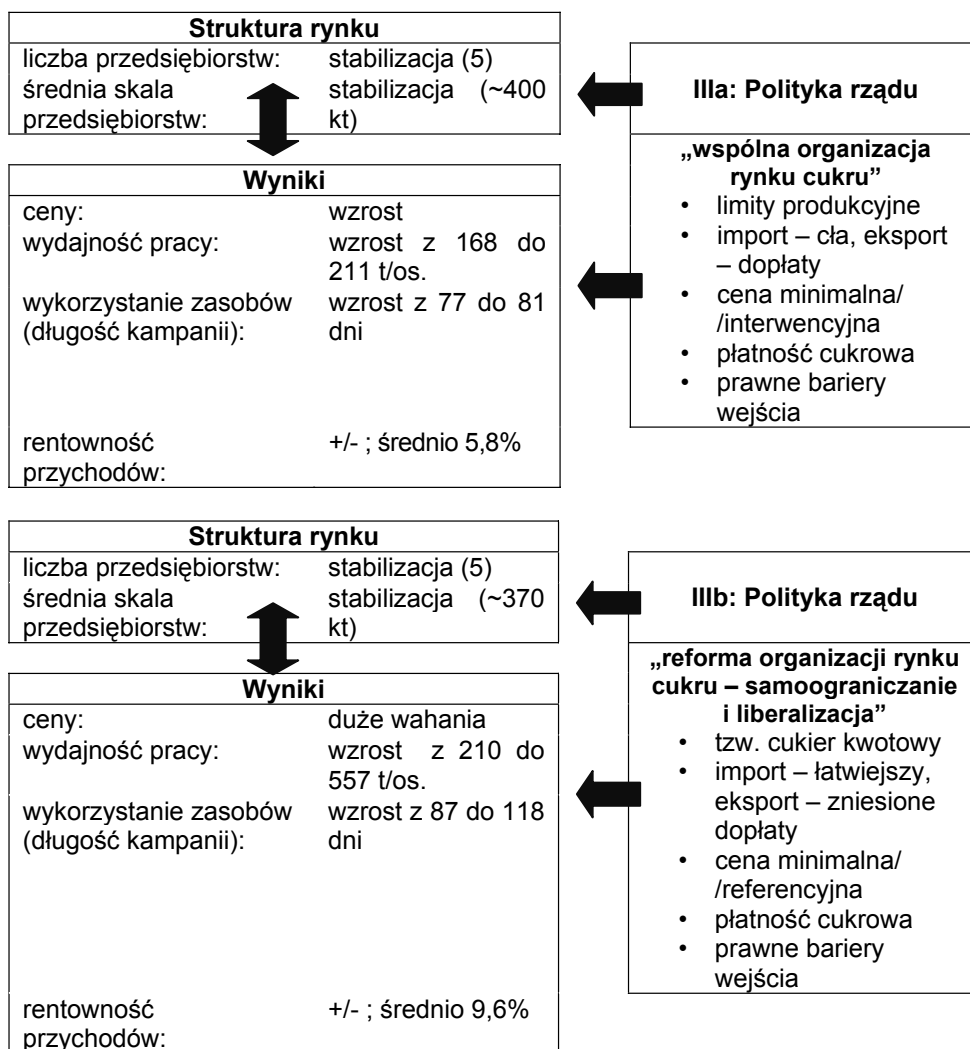 Struktura rynku
liczba przedsiębiorstw: stabilizacja (5)
średnia skala stabilizacja (~400
przedsiębiorstw: kt)
Wyniki
ceny: wzrost
wydajność pracy: wzrost z 168 do
211 t/os.
wykorzystanie zasobów wzrost z 77 do 81
(długość kampanii): dni
rentowność +/- ; średnio 5,8%
przychodów:
IIIa: Polityka rządu
„wspólna organizacja
rynku cukru”
• limity produkcyjne
• import – cła, eksport
– dopłaty
• cena minimalna/
/interwencyjna
• płatność cukrowa
• prawne bariery
wejścia
Struktura rynku
liczba przedsiębiorstw: stabilizacja (5)
średnia skala stabilizacja (~370
przedsiębiorstw: kt)
Wyniki
ceny: duże wahania
wydajność pracy: wzrost z 210 do
557 t/os.
wykorzystanie zasobów wzrost z 87 do 118
(długość kampanii): dni
rentowność +/- ; średnio 9,6%
przychodów:
IIIb: Polityka rządu
„reforma organizacji rynku
cukru – samoograniczanie
i liberalizacja”
• tzw. cukier kwotowy
• import – łatwiejszy,
eksport – zniesione
dopłaty
• cena minimalna/
/referencyjna
• płatność cukrowa
• prawne bariery
wejścia